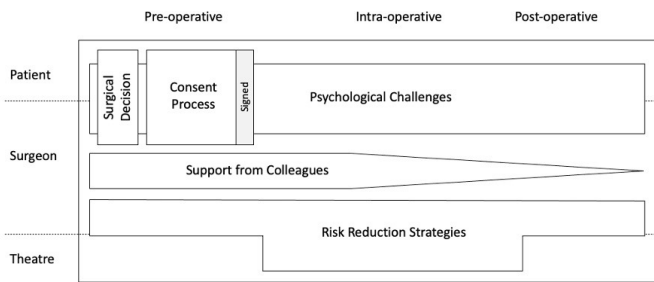 Pre-operative
Intra-operative
Post-operative
Patient
Surgical
Decision
Consent
Process
Signed
Psychological Challenges
Surgeon
Support from Colleagues
Risk Reduction Strategies
Theatre